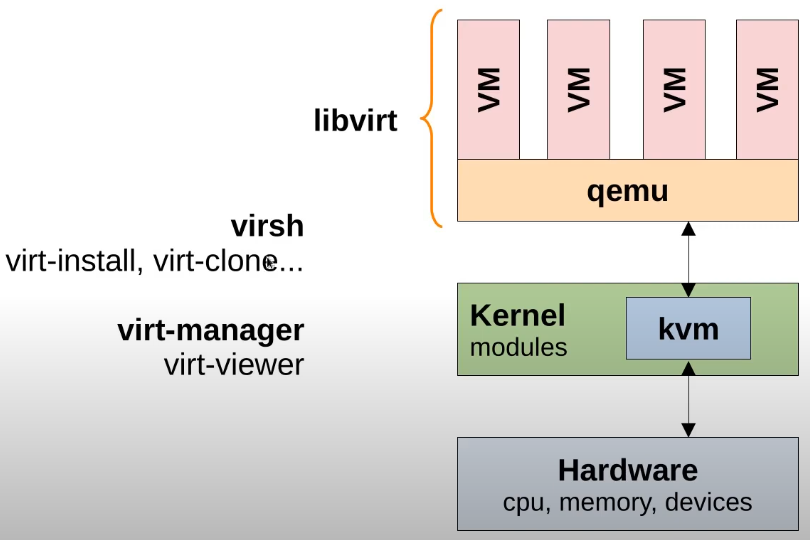 VM
VM
VM
VM
libvirt
qemu
virsh
virt-install, virt-clone...
Kernel
modules
kvm
virt-manager
virt-viewer
Hardware
cpu, memory, devices